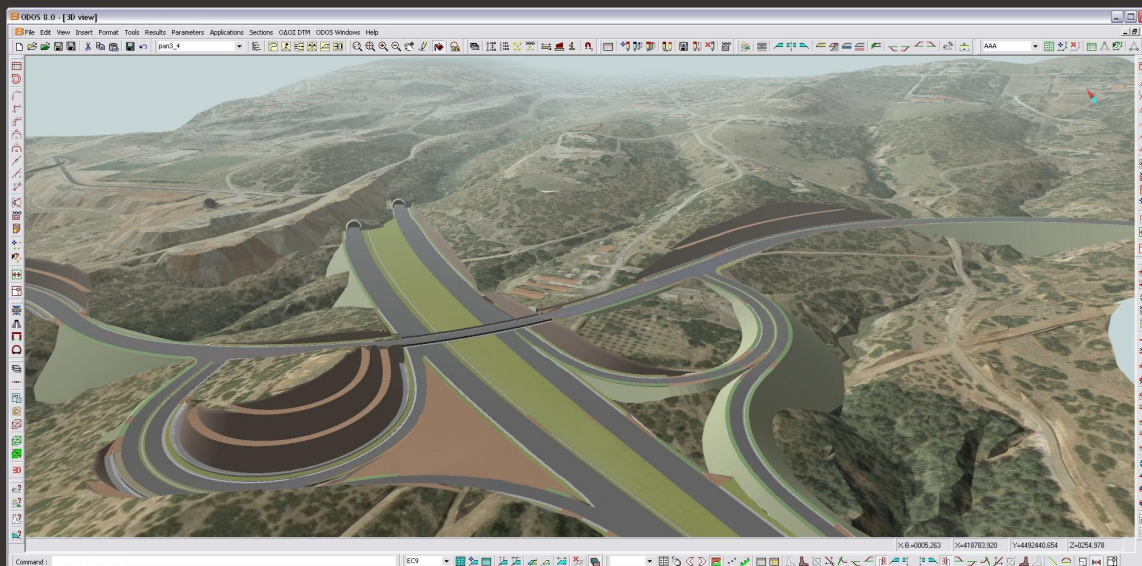 ODOS 8.0 - [3D view]
File Edit View Insert Format Tools Results Parameters Applications Sections ΟΔΟΣ DTM ODOS Windows Help
pan3_4
AAA
3D
X.Θ.=0005,263 X=418783,920 Y=4492440,654 Z=0254,978
Command :
EC9